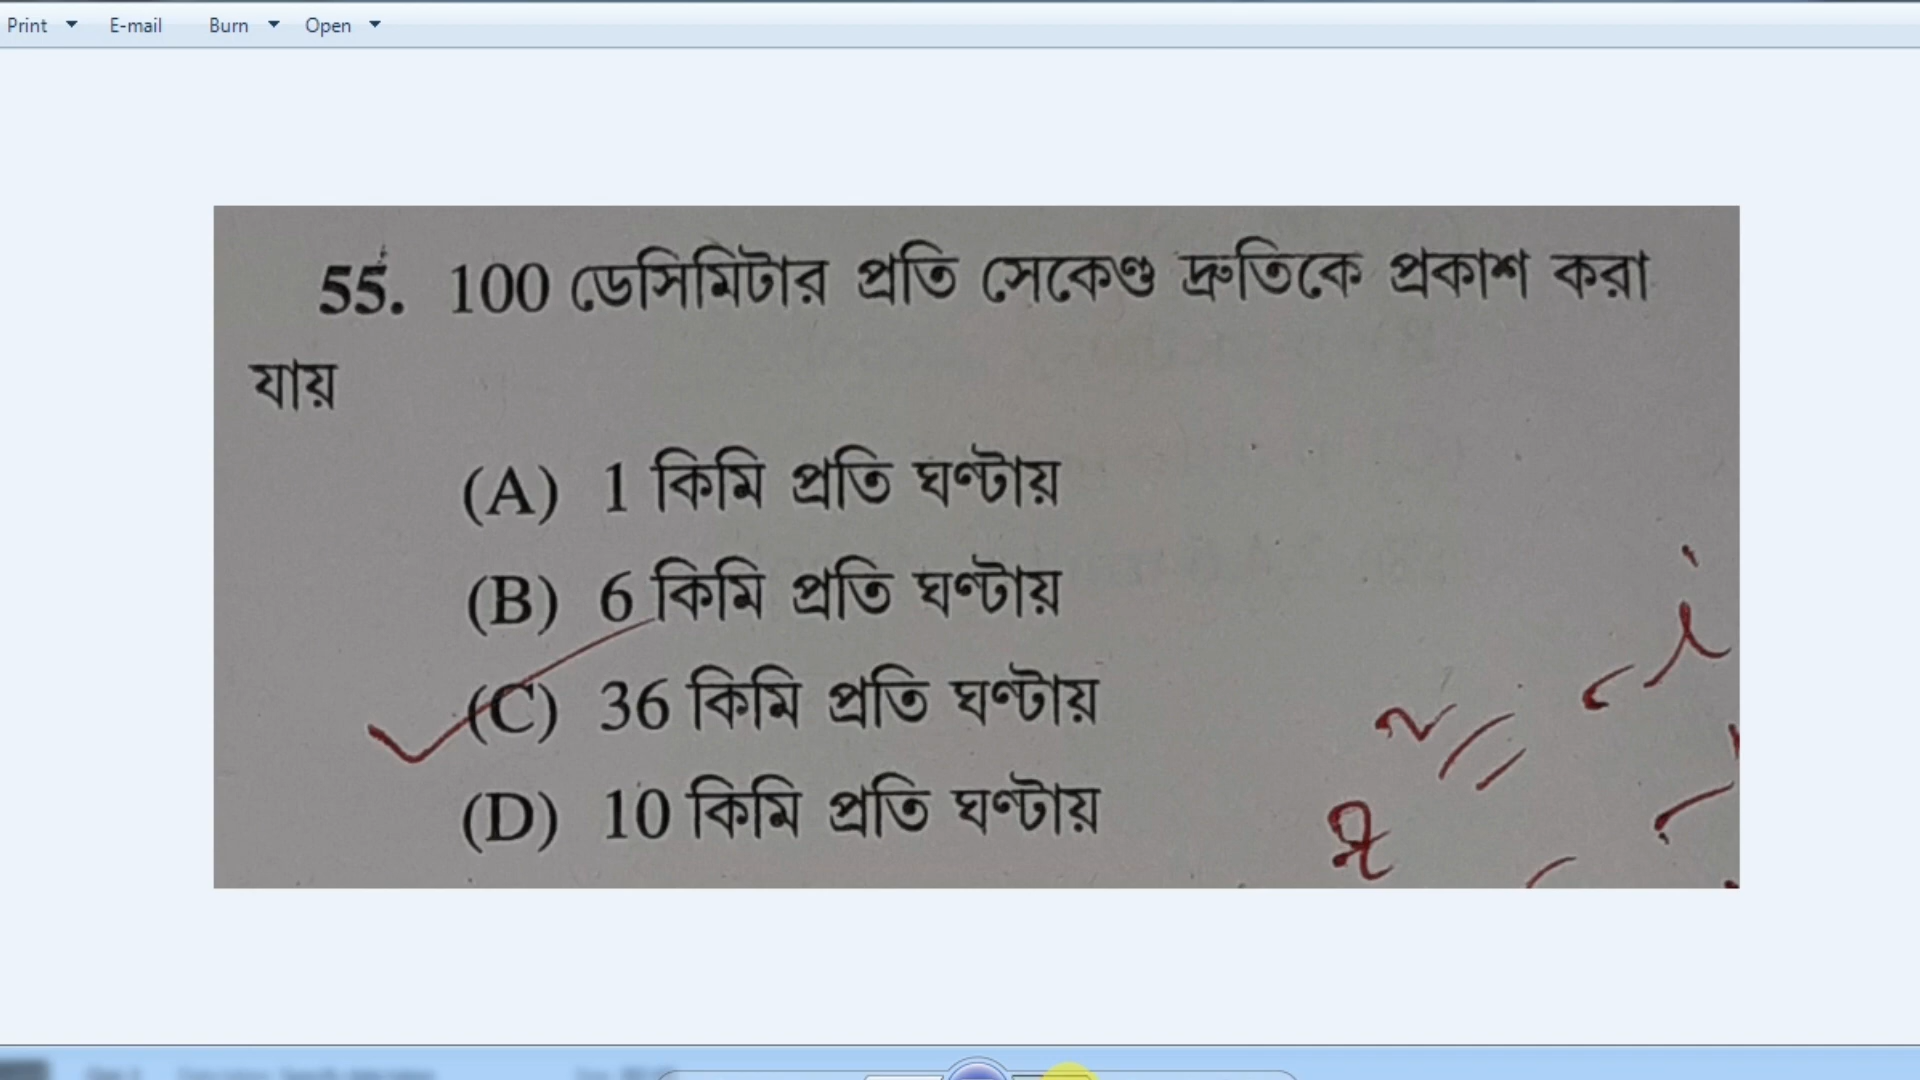 Print E-mail Burn Open
55. 100 ডেসিমিটার প্রতি সেকেণ্ড দ্রুতিকে প্রকাশ করা
যায়
(A) 1 কিমি প্রতি ঘণ্টায়
(B) 6 কিমি প্রতি ঘণ্টায়
(C) 36 কিমি প্রতি ঘণ্টায়
(D) 10 কিমি প্রতি ঘণ্টায়